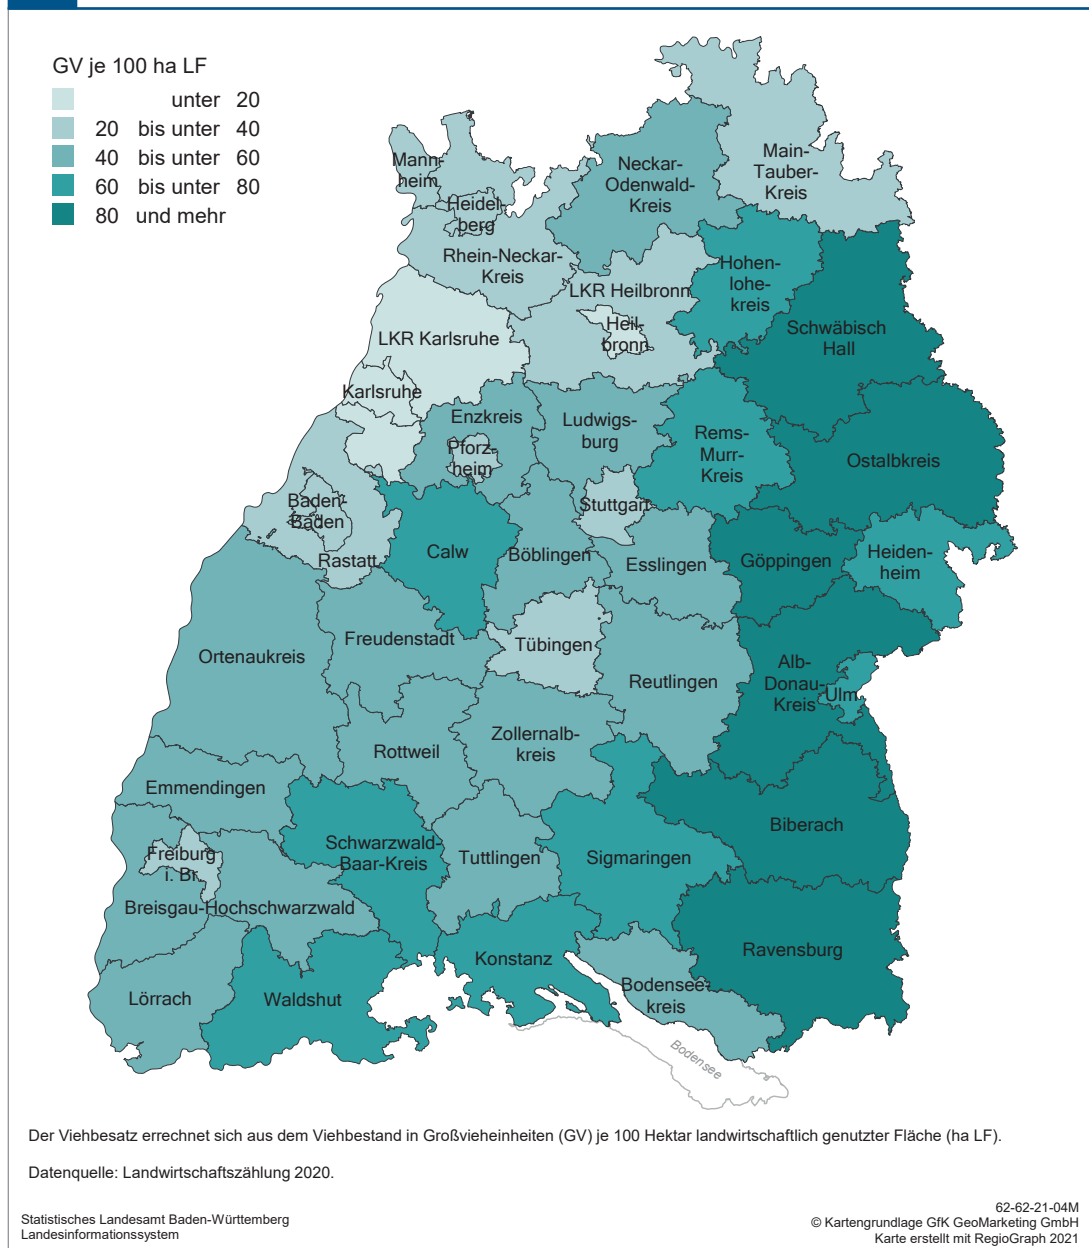 GV je 100 ha LF
unter 20
20 bis unter 40
40 bis unter 60
60 bis unter 80
80 und mehr
Main-
Tauber-
Kreis
Neckar-
Odenwald-
Kreis
Mann-
heim
Heidel-
berg
Rhein-Neckar-
Kreis
Hohen-
lohe-
kreis
LKR Heilbronn
Heil-
bronn
Schwäbisch
Hall
LKR Karlsruhe
Karlsruhe
Enzkreis
Ludwigs-
burg
Pforz-
heim
Rems-
Murr-
Kreis
Ostalbkreis
Baden-
Baden
Stuttgart
Rastatt
Calw
Böblingen
Esslingen
Göppingen
Heiden-
heim
Freudenstadt
Tübingen
Ortenaukreis
Reutlingen
Alb-
Donau-
Kreis
Ulm
Rottweil
Zollernalb-
kreis
Emmendingen
Biberach
Schwarzwald-
Baar-Kreis
Tuttlingen
Sigmaringen
Freiburg
i. Br.
Breisgau-Hochschwarzwald
Ravensburg
Konstanz
Bodensee-
kreis
Lörrach
Waldshut
Bodensee
Der Viehbesatz errechnet sich aus dem Viehbestand in Großvieheinheiten (GV) je 100 Hektar landwirtschaftlich genutzter Fläche (ha LF).
Datenquelle: Landwirtschaftszählung 2020.
Statistisches Landesamt Baden-Württemberg
Landesinformationssystem
62-62-21-04M
© Kartengrundlage GfK GeoMarketing GmbH
Karte erstellt mit RegioGraph 2021